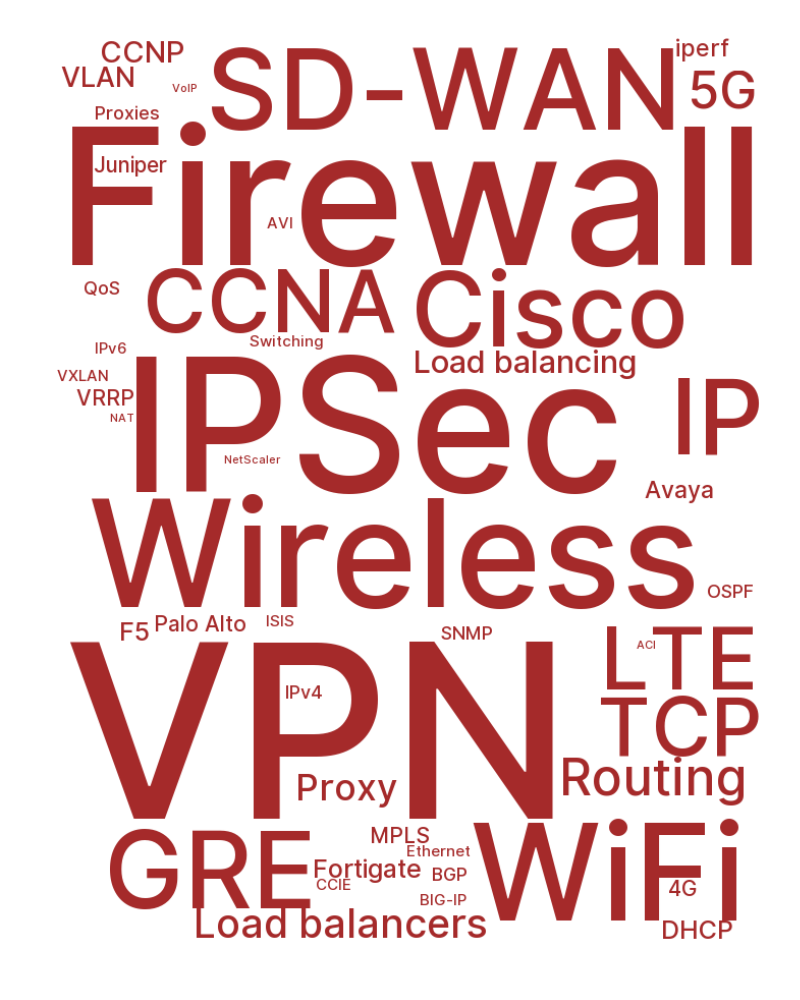 CCNP
SD-WAN
iperf
VLAN
VoIP
5G
Proxies
Firewall
Juniper
AVI
QoS
CCNA
Cisco
Switching
IPv6
Load balancing
VXLAN
IPSec
IP
VRRP
NAT
NetScaler
Avaya
Wireless
OSPF
F5
Palo Alto
ISIS
SNMP
LTE
ACI
VPN
IPv4
TCP
Proxy
Routing
GRE
MPLS
WiFi
Ethernet
Fortigate
BGP
CCIE
4G
BIG-IP
Load balancers
DHCP